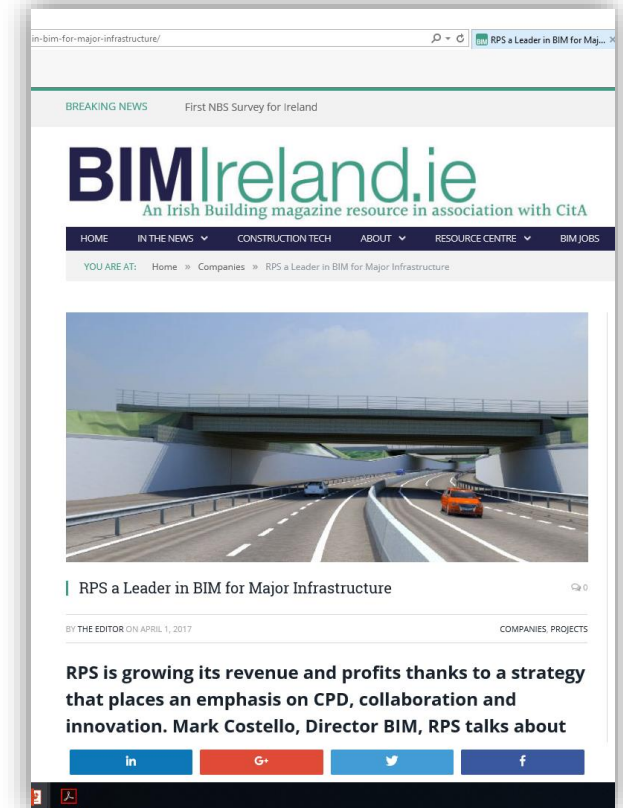 in-bim-for-major-infrastructure/
BIM RPS a Leader in BIM for Maj...
BREAKING NEWS First NBS Survey for Ireland
BIMIreland.ie
An Irish Building magazine resource in association with CitA
HOME IN THE NEWS CONSTRUCTION TECH ABOUT RESOURCE CENTRE BIM JOBS
YOU ARE AT: Home » Companies » RPS a Leader in BIM for Major Infrastructure
RPS a Leader in BIM for Major Infrastructure 0
BY THE EDITOR ON APRIL 1, 2017 COMPANIES, PROJECTS
RPS is growing its revenue and profits thanks to a strategy
that places an emphasis on CPD, collaboration and
innovation. Mark Costello, Director BIM, RPS talks about
in G+ f